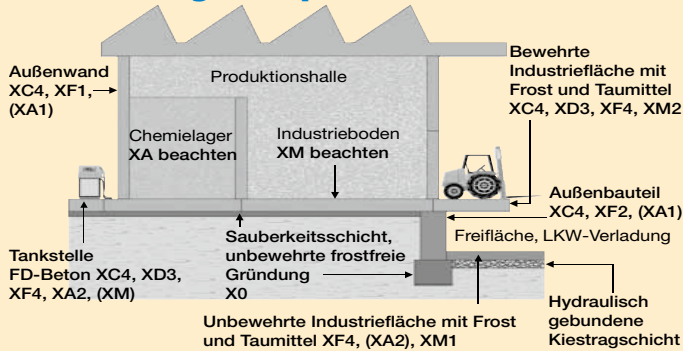 Außenwand
XC4, XF1,
(XA1)
Produktionshalle
Bewehrte
Industriefläche mit
Frost und Taumittel
XC4, XD3, XF4, XM2
Chemielager
XA beachten
Industrieboden
XM beachten
Außenbauteil
XC4, XF2, (XA1)
Freifläche, LKW-Verladung
Tankstelle
FD-Beton XC4, XD3,
XF4, XA2, (XM)
Sauberkeitsschicht,
unbewehrte frostfreie
Gründung
X0
Unbewehrte Industriefläche mit Frost
und Taumittel XF4, (XA2), XM1
Hydraulisch
gebundene
Kiestragschicht